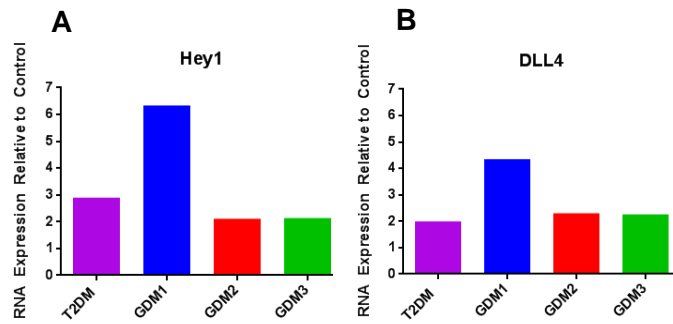 A
Hey1
RNA Expression Relative to Control
7
6
5
4
3
2
1
0
T2DM
GDM1
GDM2
GDM3
B
DLL4
RNA Expression Relative to Control
7
6
5
4
3
2
1
0
T2DM
GDM1
GDM2
GDM3